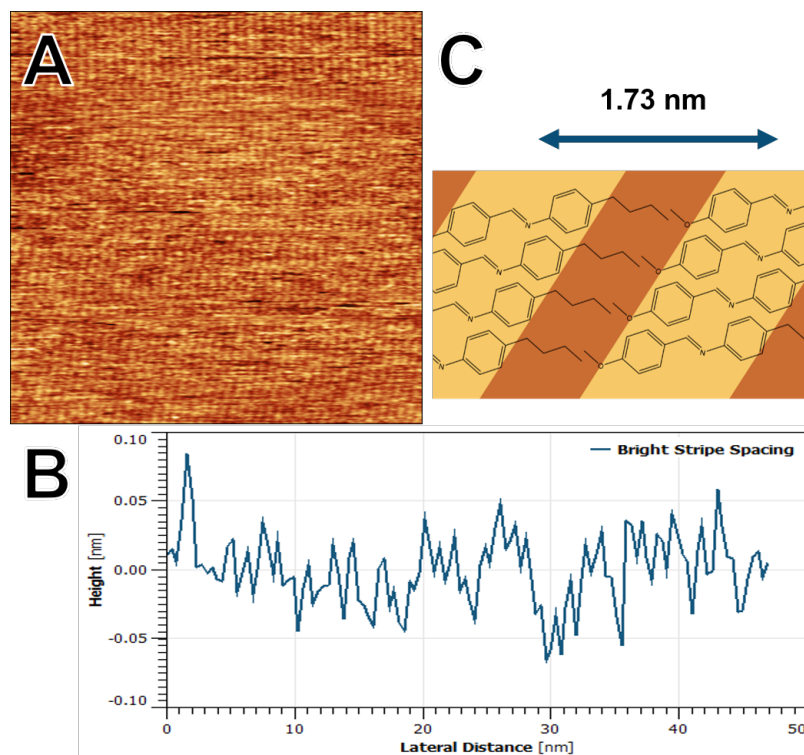 A
C
1.73 nm
N
N
O
N
N
O
N
N
O
N
N
O
N
B
Bright Stripe Spacing
0.10
0.05
0.00
-0.05
-0.10
Height [nm]
0
10
20
30
40
50
Lateral Distance [nm]